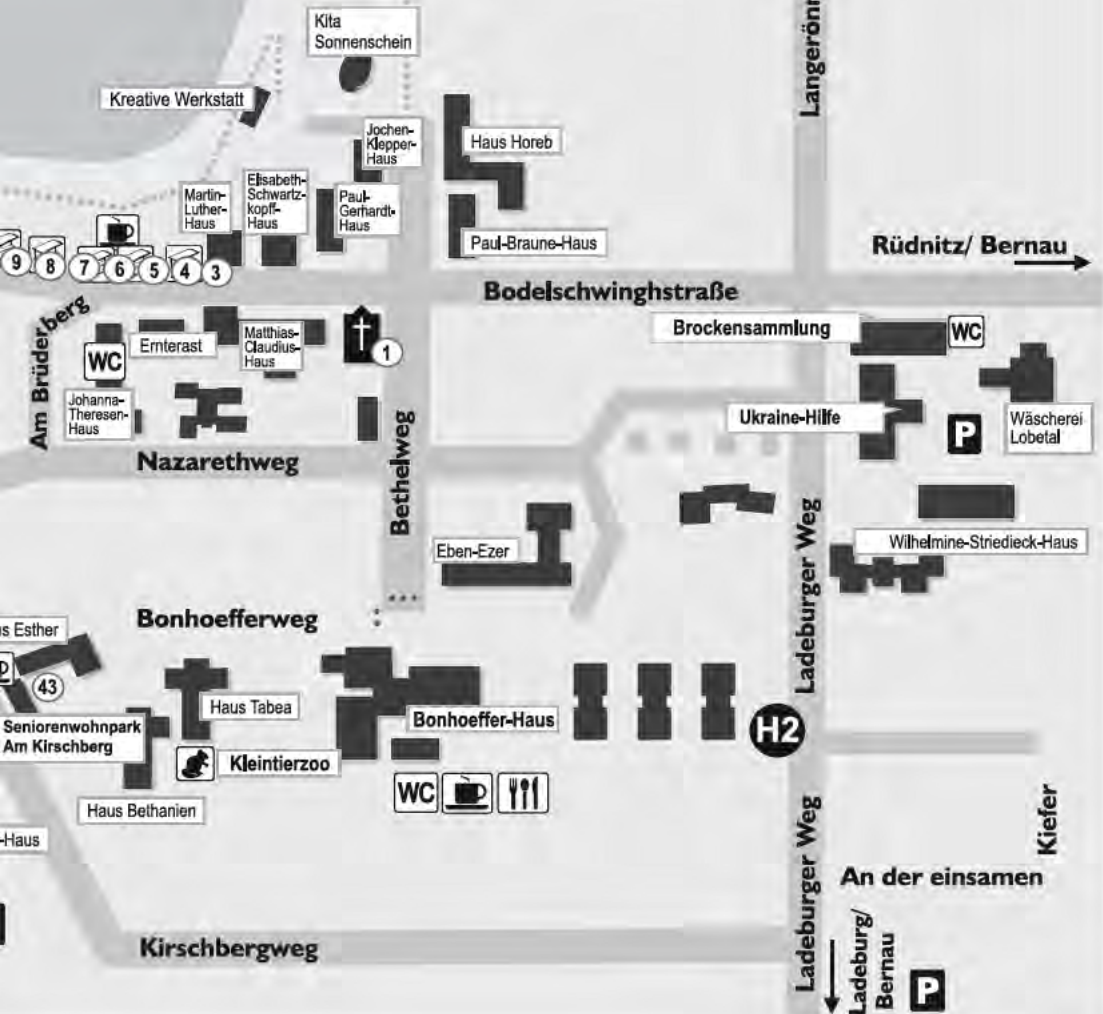 Kita
Sonnenschein
Langerönn
Kreative Werkstatt
Jochen-
Klepper-
Haus
Haus Horeb
Elisabeth-
Schwartz-
kopff-
Haus
Martin-
Luther-
Haus
Paul-
Gerhardt-
Haus
Paul-Braune-Haus
Rüdnitz/ Bernau
9 8 7 6 5 4 3
Bodelschwinghstraße
Am Brüderberg
Ernterast
Matthias-
Claudius-
Haus
1
Brockensammlung
WC
WC
Johanna-
Theresen-
Haus
Ukraine-Hilfe
P
Wäscherei
Lobetal
Nazarethweg
Bethelweg
Eben-Ezer
Ladeburger Weg
Wilhelmine-Striedieck-Haus
Bonhoefferweg
s Esther
43
Haus Tabea
Seniorenwohnpark
Am Kirschberg
Bonhoeffer-Haus
H2
Kleintierzoo
WC
Haus Bethanien
-Haus
Kiefer
Ladeburger Weg
An der einsamen
Kirschbergweg
Ladeburg/
Bernau
P